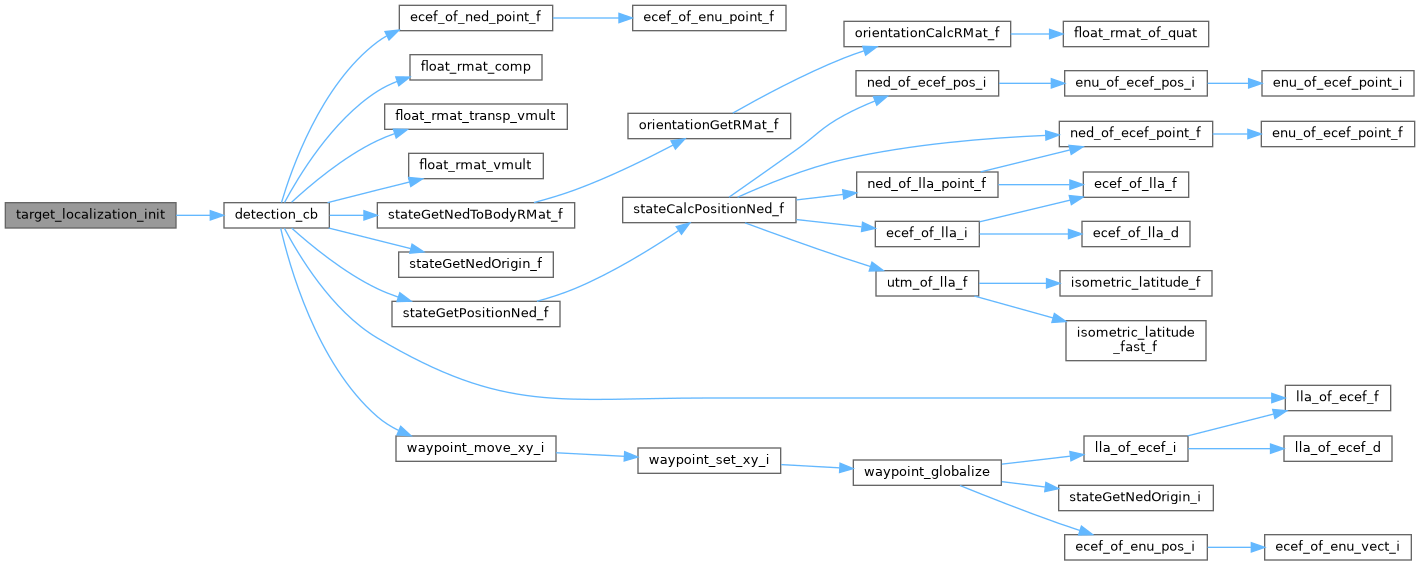 target_localization_init
detection_cb
ecef_of_ned_point_f
ecef_of_enu_point_f
float_rmat_comp
float_rmat_transp_vmult
float_rmat_vmult
stateGetNedToBodyRMat_f
orientationGetRMat_f
orientationCalcRMat_f
float_rmat_of_quat
stateGetNedOrigin_f
stateGetPositionNed_f
stateCalcPositionNed_f
ned_of_ecef_pos_i
enu_of_ecef_pos_i
enu_of_ecef_point_i
ned_of_ecef_point_f
enu_of_ecef_point_f
ned_of_lla_point_f
ecef_of_lla_f
ecef_of_lla_i
ecef_of_lla_d
utm_of_lla_f
isometric_latitude_f
isometric_latitude
_fast_f
lla_of_ecef_f
waypoint_move_xy_i
waypoint_set_xy_i
waypoint_globalize
lla_of_ecef_i
lla_of_ecef_d
stateGetNedOrigin_i
ecef_of_enu_pos_i
ecef_of_enu_vect_i